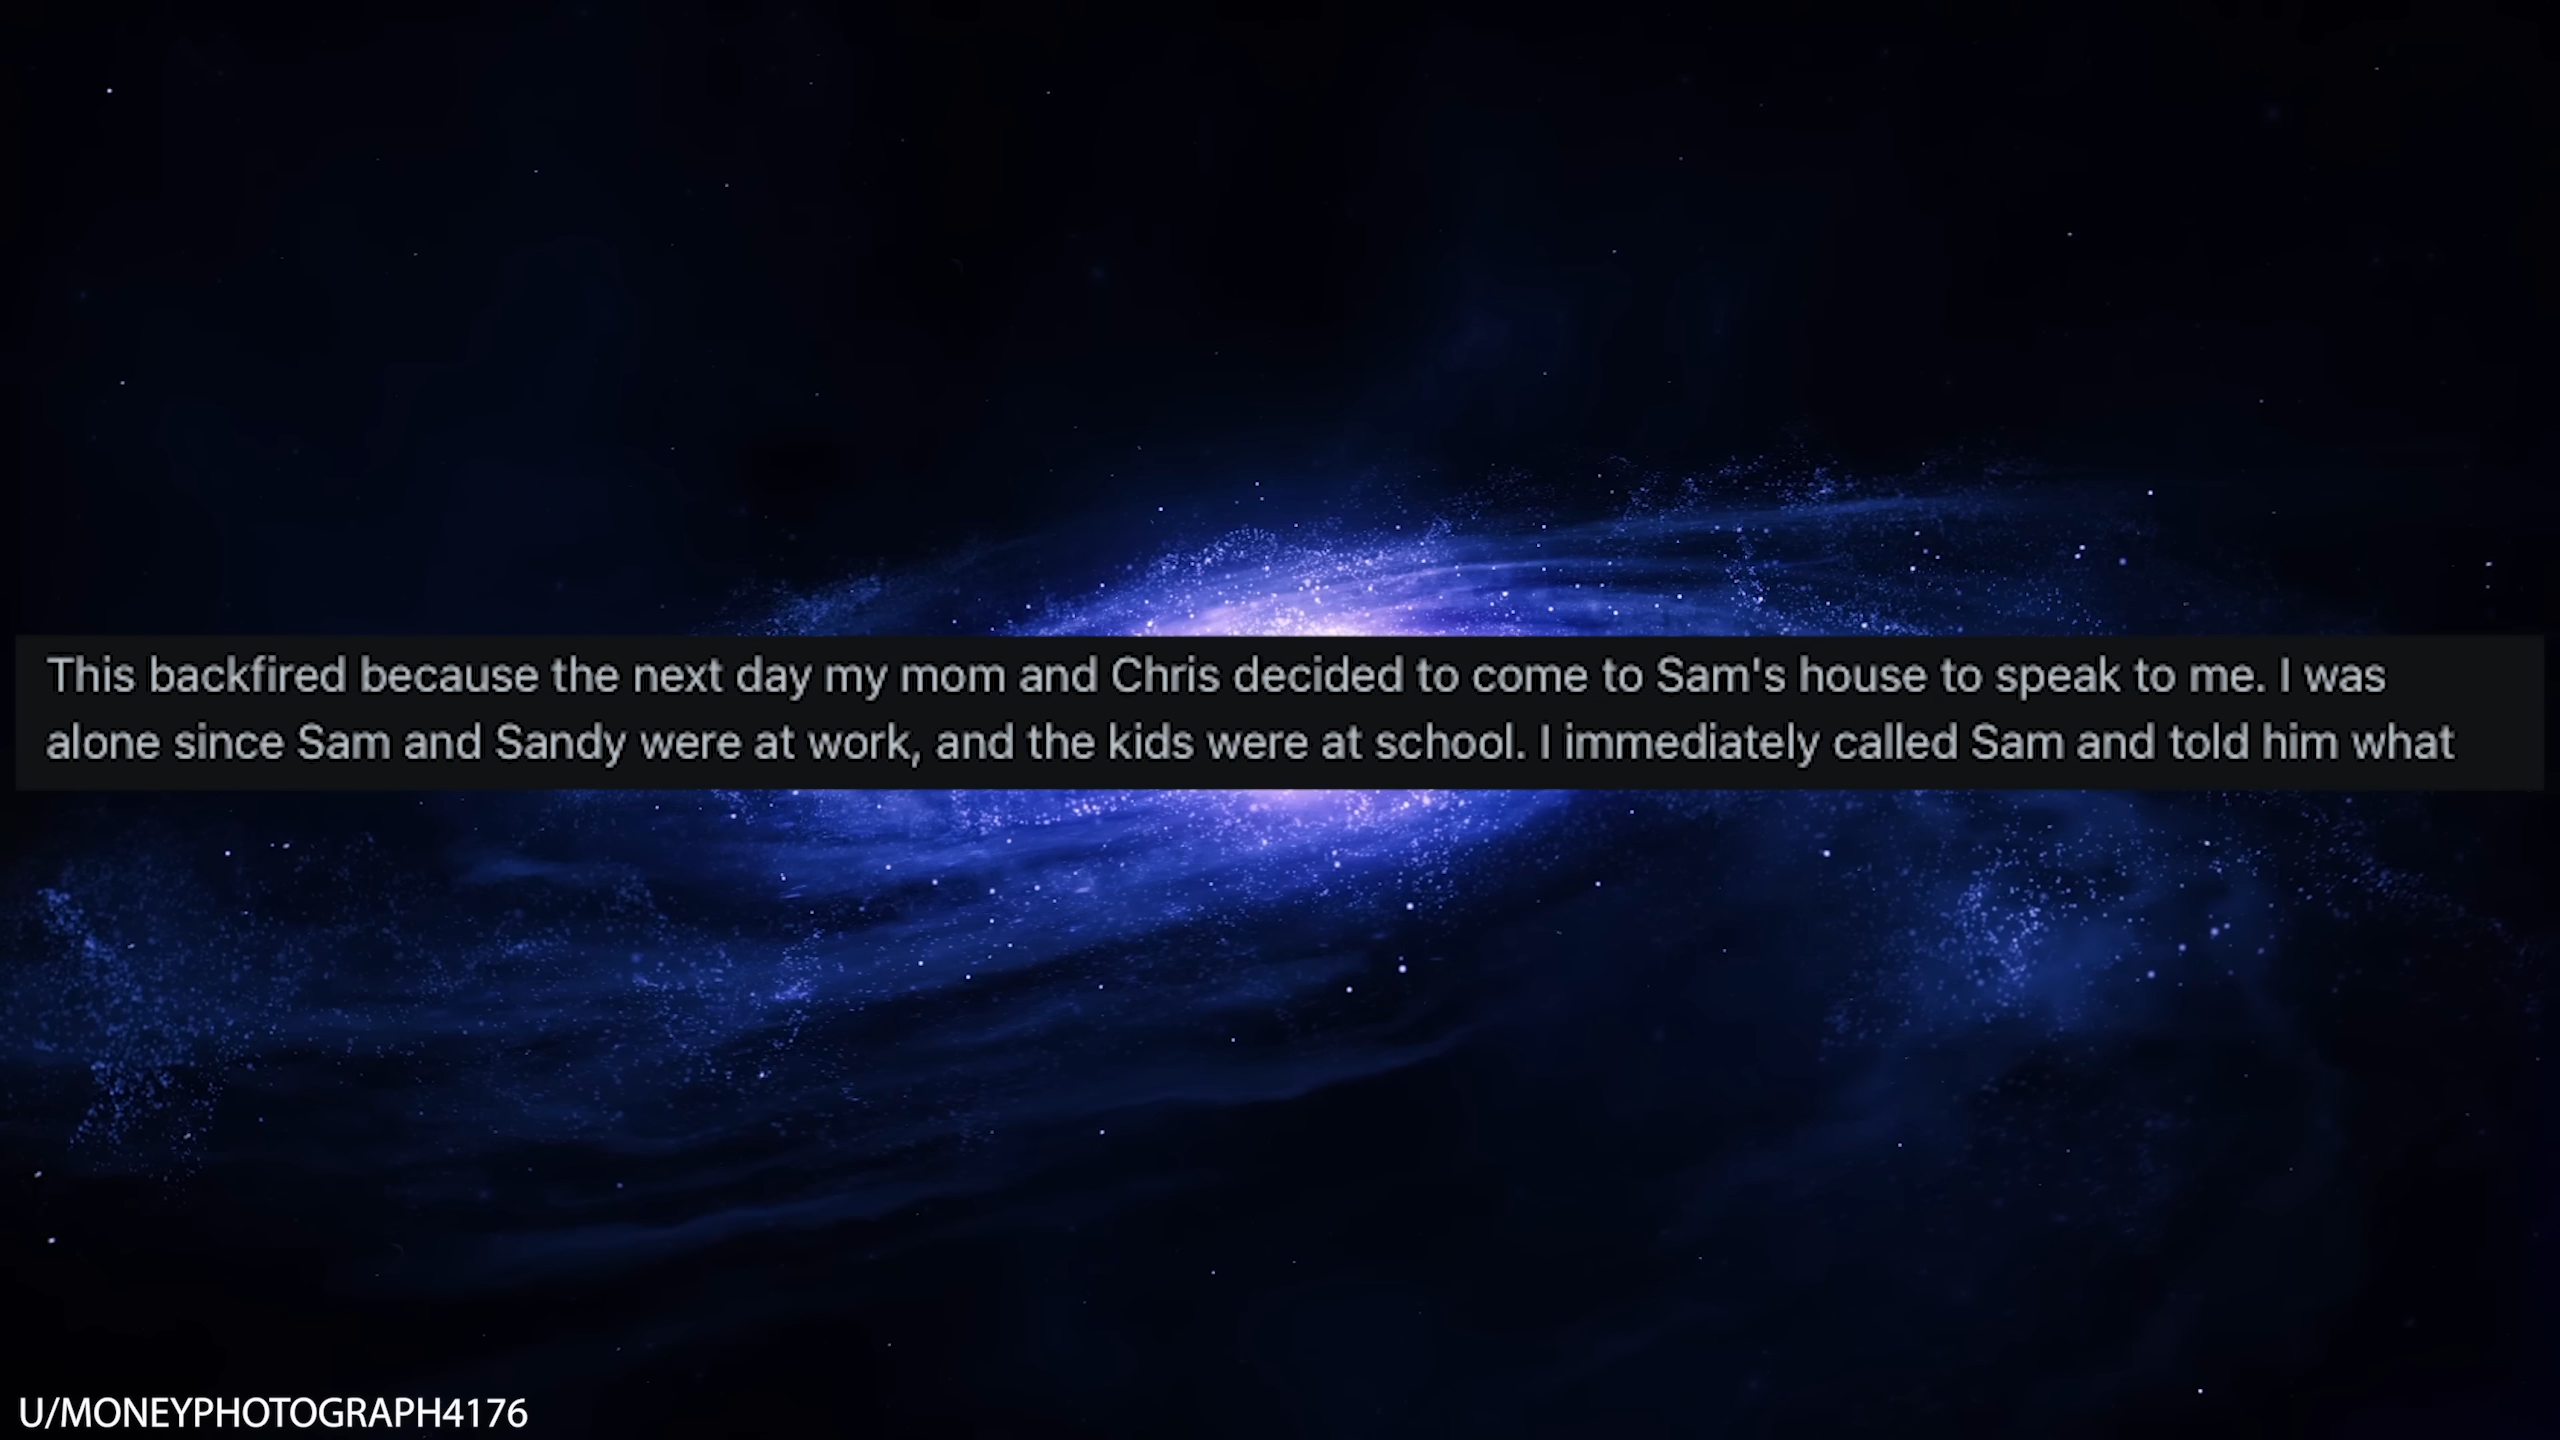 This backfired because the next day my mom and Chris decided to come to Sam's house to speak to me. I was
alone since Sam and Sandy were at work, and the kids were at school. I immediately called Sam and told him what
U/MONEYPHOTOGRAPH4176